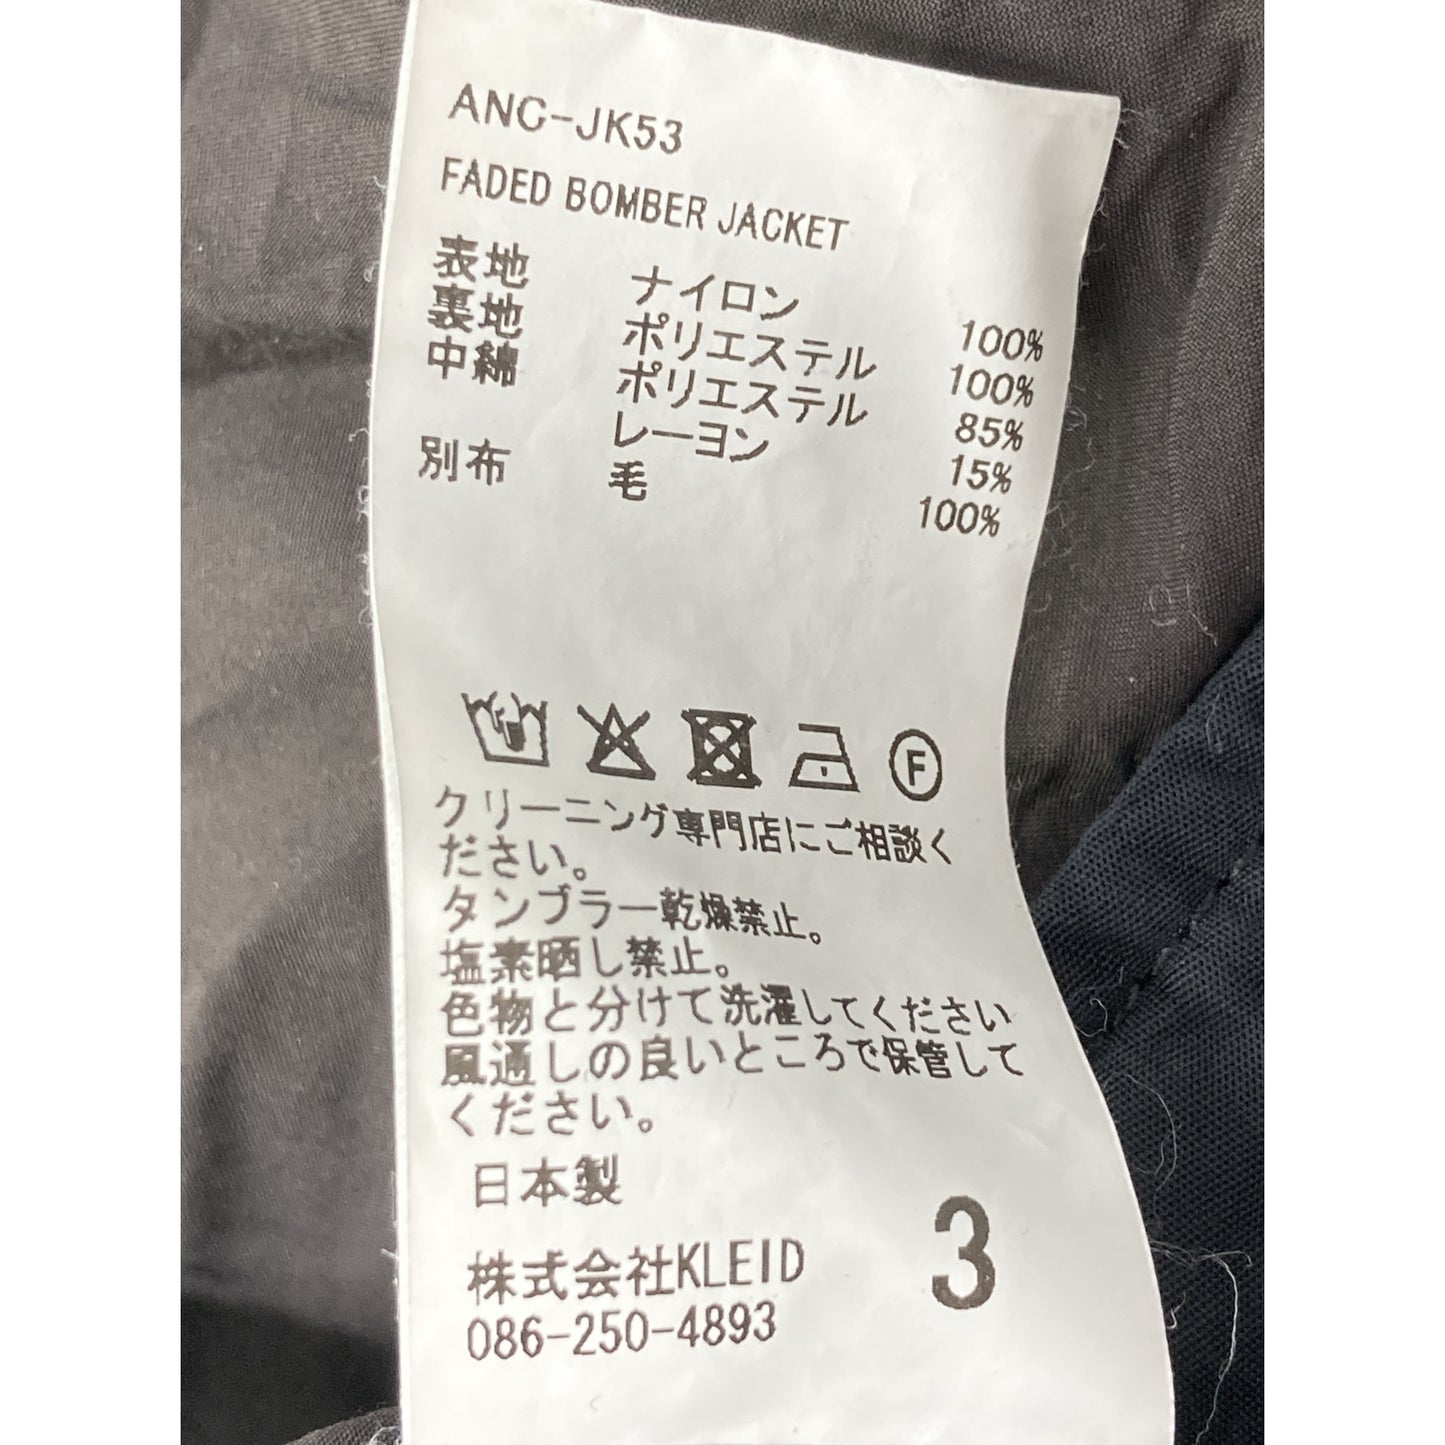 ANC-JK53
FADED BOMBER JACKET
表地 ナイロン 100%
裏地 ポリエステル 100%
中綿 ポリエステル 85%
レーヨン 15%
別布 毛 100%
F
クリーニング専門店にご相談く
ださい。
タンブラー乾燥禁止。
塩素晒し禁止。
色物と分けて洗濯してください
風通しの良いところで保管して
ください。
日本製
3
株式会社KLEID
086-250-4893